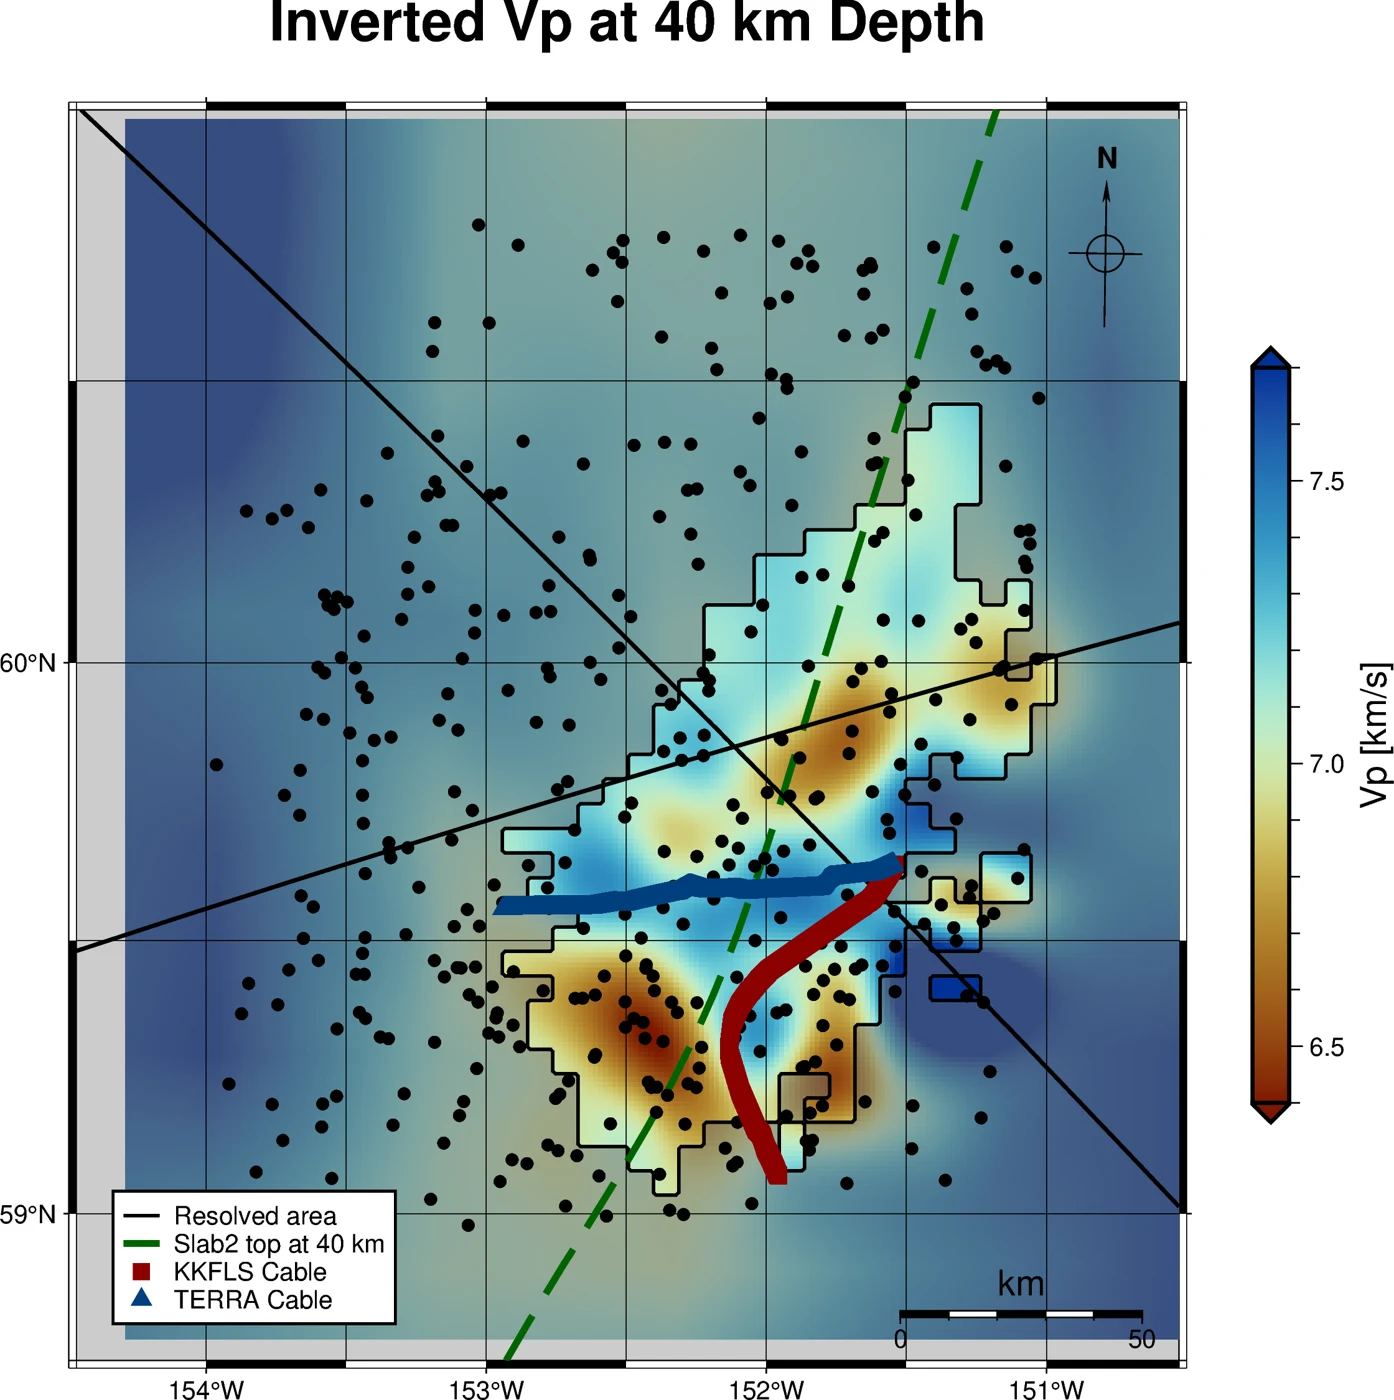 Inverted Vp at 40 km Depth
N
7.5
7.0
6.5
Vp [km/s]
60°N
59°N
Resolved area
Slab2 top at 40 km
KKFLS Cable
TERRA Cable
km
0 50
154°W 153°W 152°W 151°W